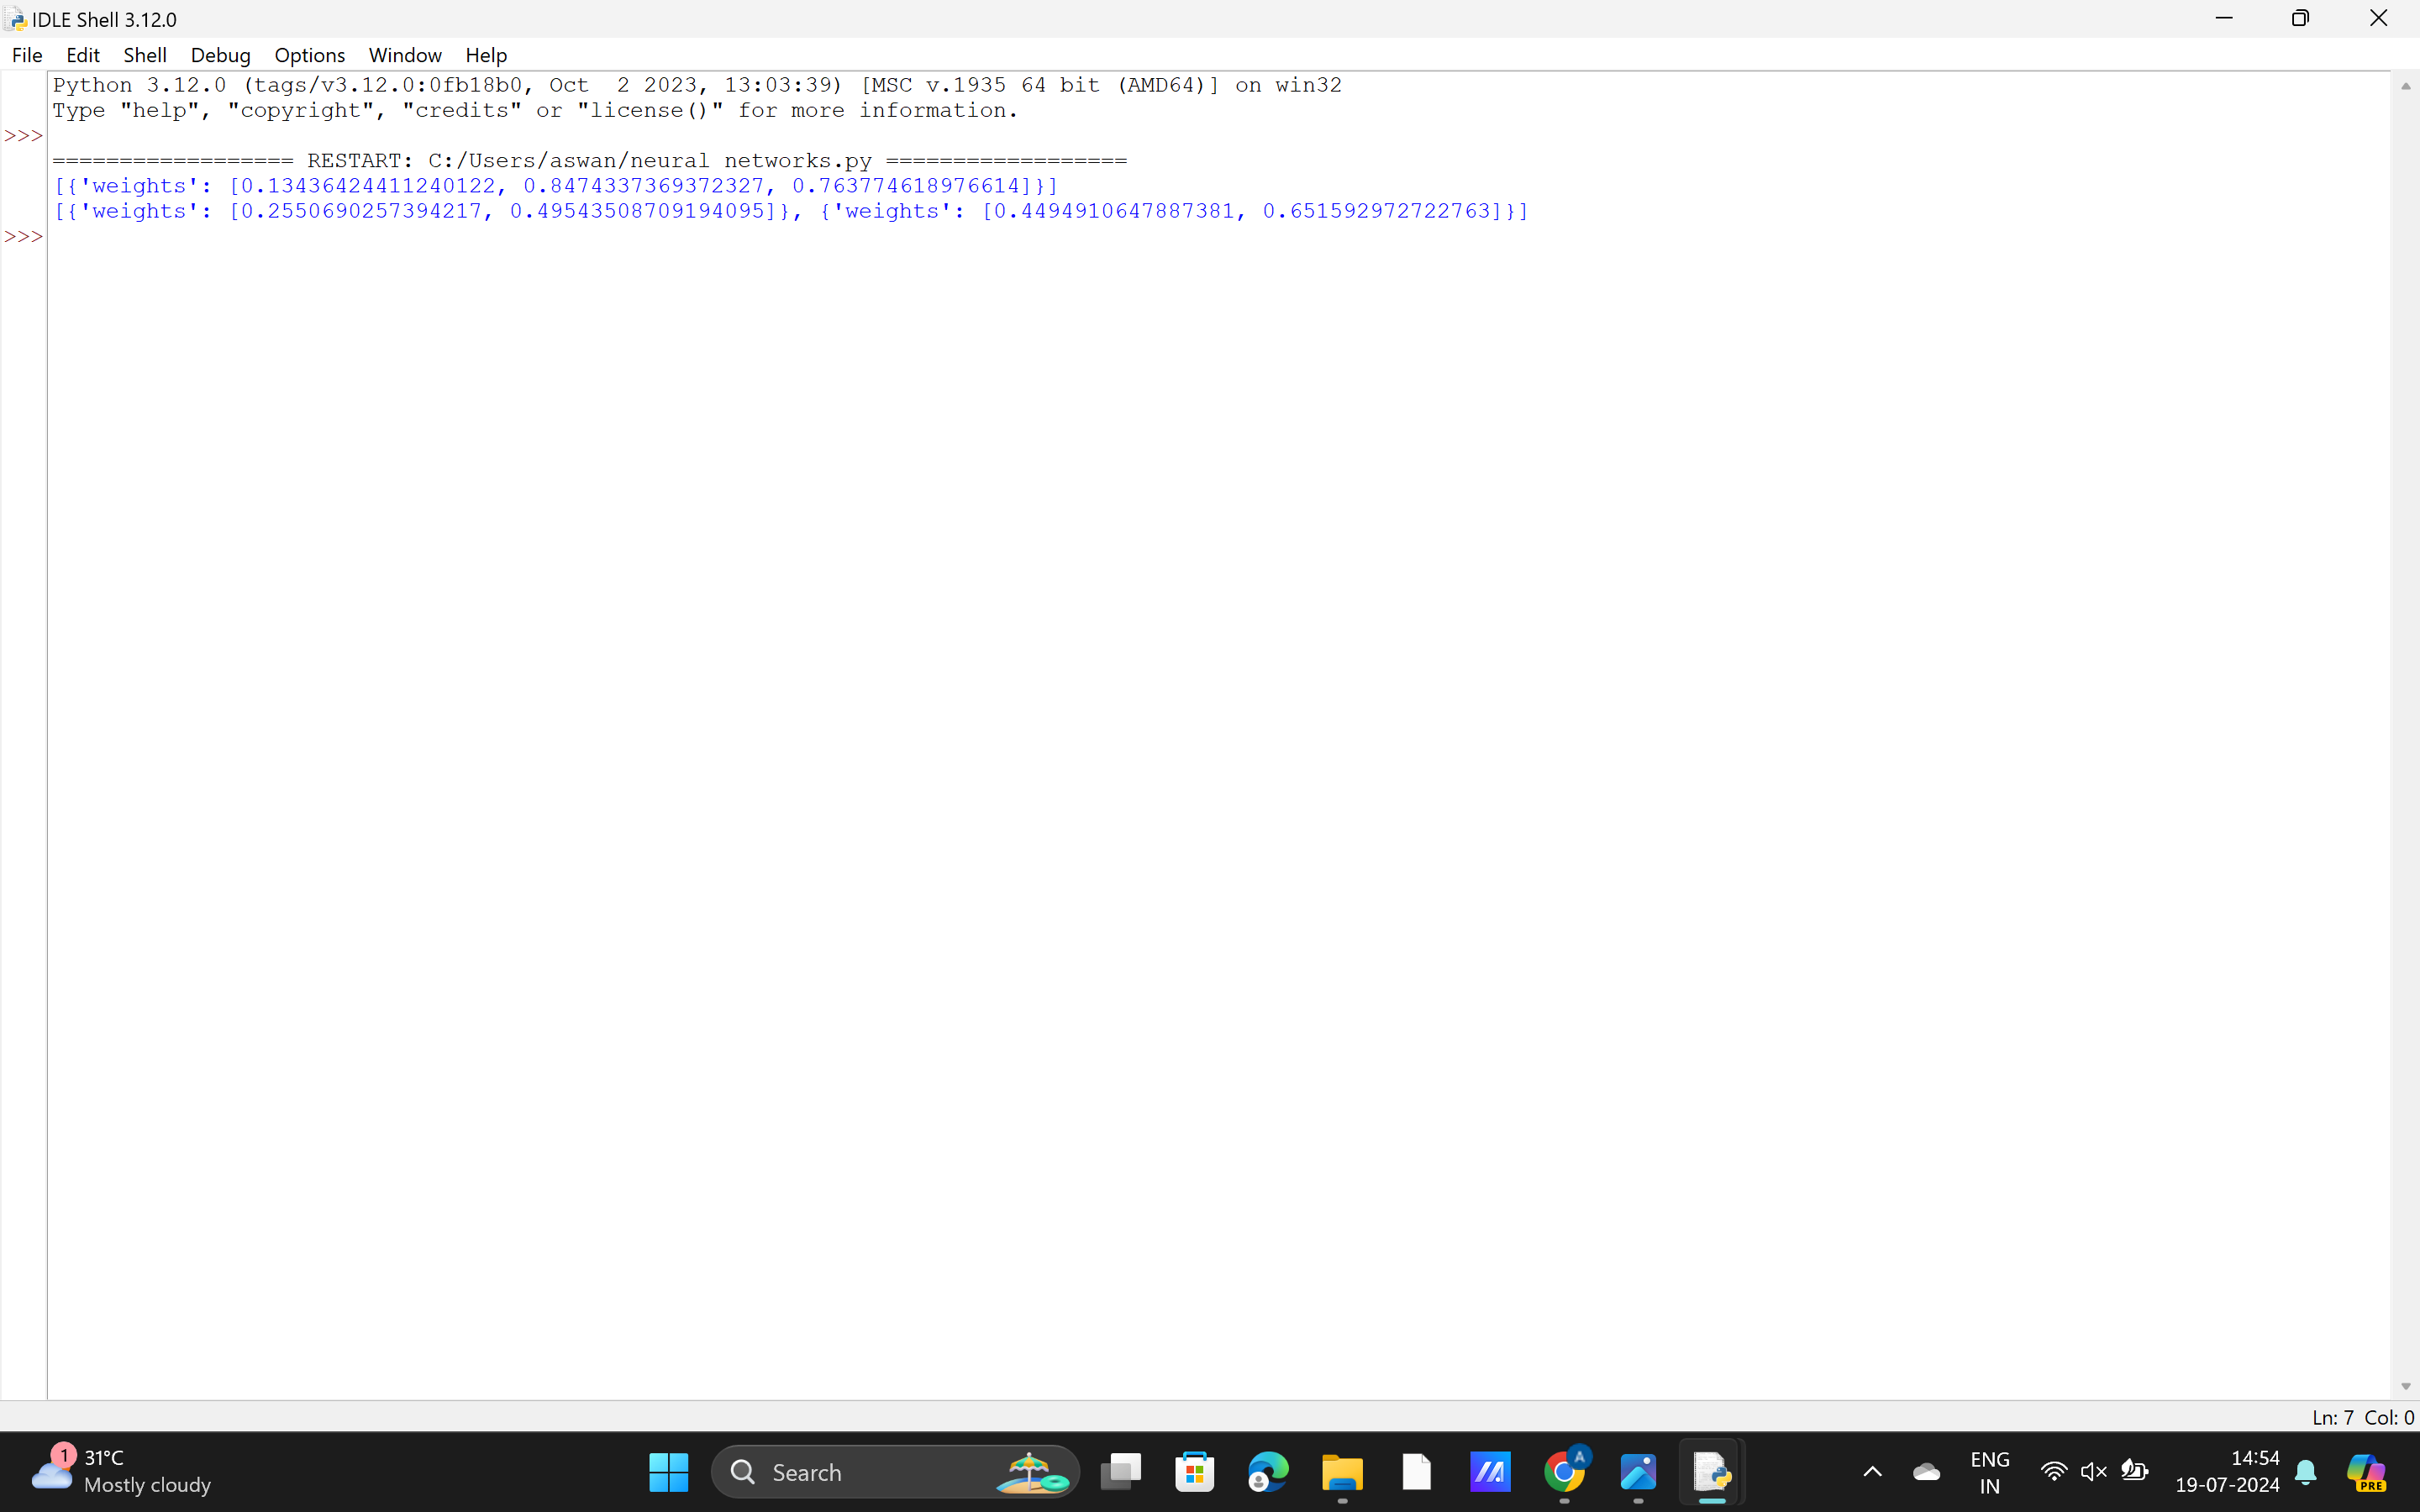 IDLE Shell 3.12.0
File Edit Shell Debug Options Window Help
Python 3.12.0 (tags/v3.12.0:0fb18b0, Oct  2 2023, 13:03:39) [MSC v.1935 64 bit (AMD64)] on win32
Type "help", "copyright", "credits" or "license()" for more information.
>>>
================== RESTART: C:/Users/aswan/neural networks.py ==================
[{'weights': [0.13436424411240122, 0.8474337369372327, 0.763774618976614]}]
[{'weights': [0.2550690257394217, 0.49543508709194095]}, {'weights': [0.4494910647887381, 0.651592972722763]}]
>>>
Ln: 7 Col: 0
1 31°C
Mostly cloudy
Search
A
ENG
IN
14:54
19-07-2024
PRE